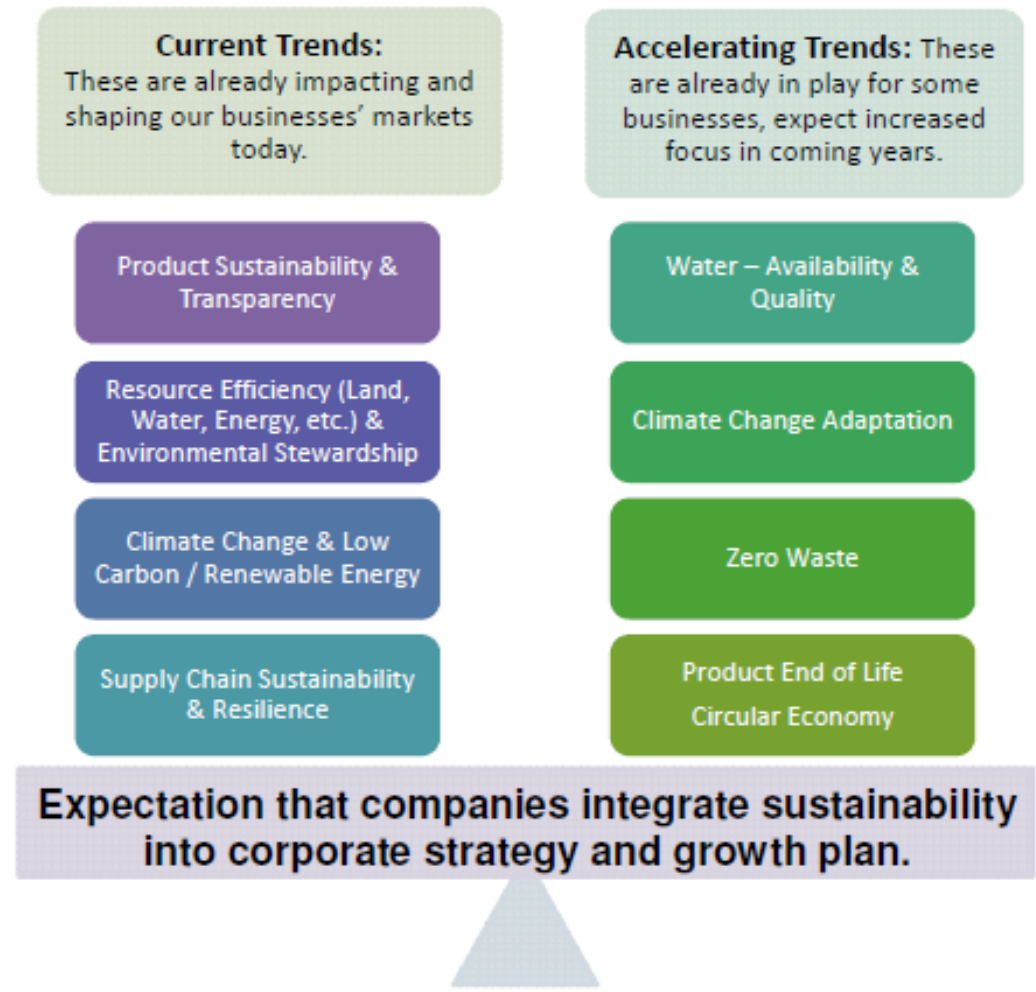 Current Trends:
These are already impacting and
shaping our businesses’ markets
today.
Product Sustainability &
Transparency
Resource Efficiency (Land,
Water, Energy, etc.) &
Environmental Stewardship
Climate Change & Low
Carbon / Renewable Energy
Supply Chain Sustainability
& Resilience
Accelerating Trends: These
are already in play for some
businesses, expect increased
focus in coming years.
Water – Availability &
Quality
Climate Change Adaptation
Zero Waste
Product End of Life
Circular Economy
Expectation that companies integrate sustainability
into corporate strategy and growth plan.